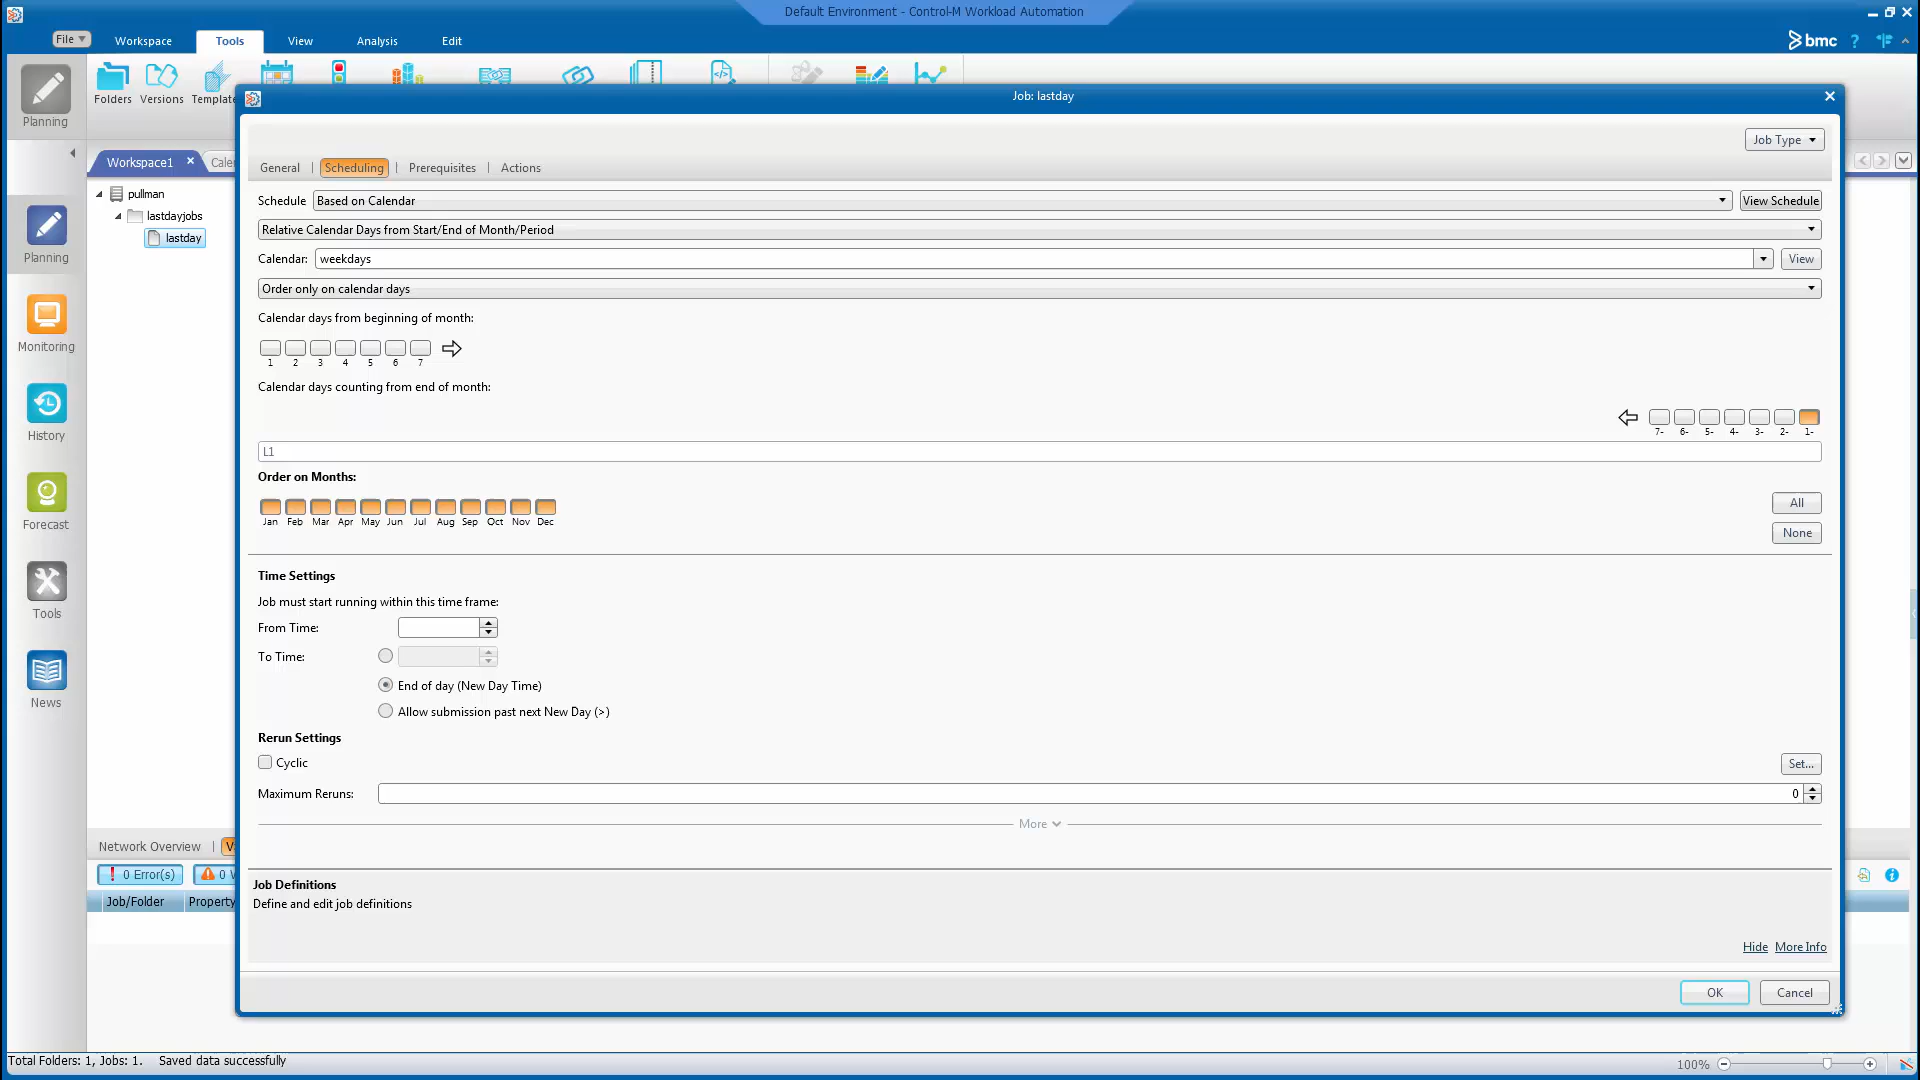 Default Environment - Control-M Workload Automation
File
Workspace
Tools
View
Analysis
Edit
bmc
?
Planning
Folders
Versions
Job: lastday
Job Type
Workspace1
General
Scheduling
Prerequisites
Actions
pullman
lastdayjobs
lastday
Schedule
Based on Calendar
View Schedule
Relative Calendar Days from Start/End of Month/Period
Calendar:
weekdays
View
Order only on calendar days
Calendar days from beginning of month:
1 2 3 4 5 6 7
Calendar days counting from end of month:
7- 6- 5- 4- 3- 2- 1-
L1
Order on Months:
Jan Feb Mar Apr May Jun Jul Aug Sep Oct Nov Dec
All
None
Time Settings
Job must start running within this time frame:
From Time:
To Time:
End of day (New Day Time)
Allow submission past next New Day (>)
Rerun Settings
Cyclic
Set...
Maximum Reruns:
0
More
Job Definitions
Define and edit job definitions
Hide
More Info
OK
Cancel
Planning
Monitoring
History
Forecast
Tools
News
Network Overview
0 Error(s)
0
Job/Folder
Property
Total Folders: 1, Jobs: 1.
Saved data successfully
100%